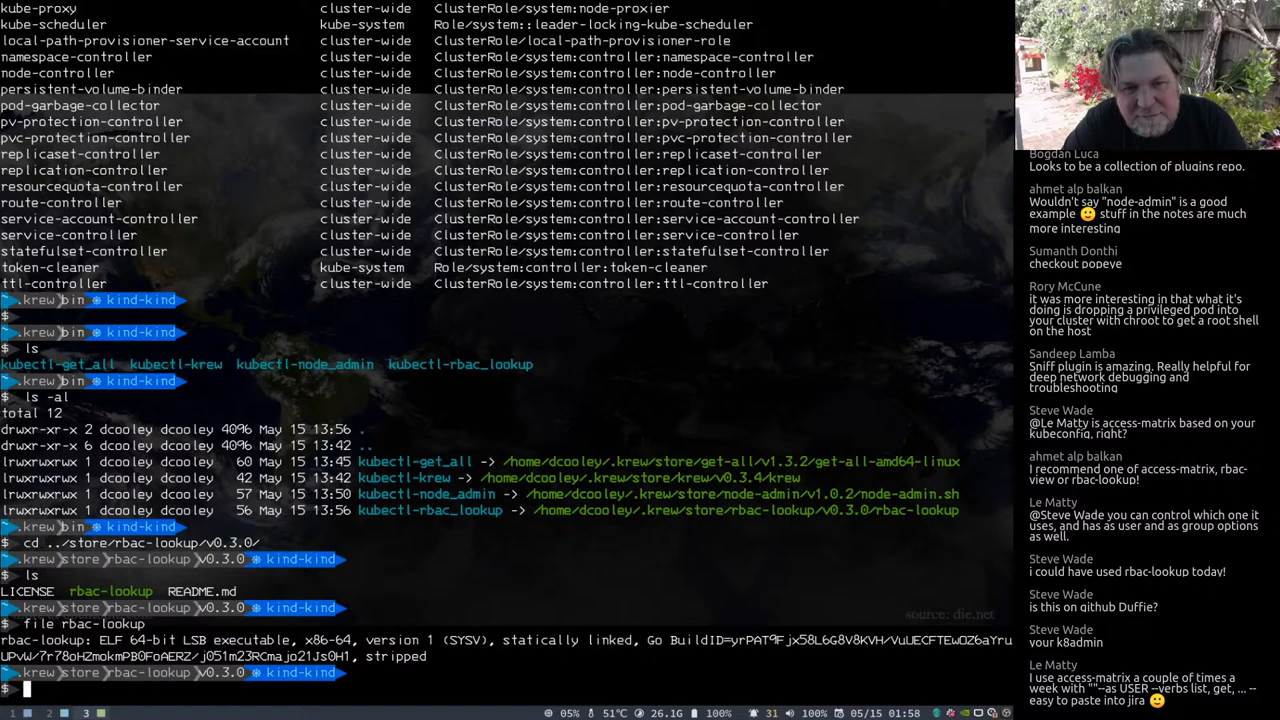 kube-proxy cluster-wide ClusterRole/system:node-proxier
kube-scheduler kube-system Role/system::leader-locking-kube-scheduler
local-path-provisioner-service-account cluster-wide ClusterRole/local-path-provisioner-role
namespace-controller cluster-wide ClusterRole/system:controller:namespace-controller
node-controller cluster-wide ClusterRole/system:controller:node-controller
persistent-volume-binder cluster-wide ClusterRole/system:controller:persistent-volume-binder
pod-garbage-collector cluster-wide ClusterRole/system:controller:pod-garbage-collector
pv-protection-controller cluster-wide ClusterRole/system:controller:pv-protection-controller
pvc-protection-controller cluster-wide ClusterRole/system:controller:pvc-protection-controller
replicaset-controller cluster-wide ClusterRole/system:controller:replicaset-controller
replication-controller cluster-wide ClusterRole/system:controller:replication-controller
resourcequota-controller cluster-wide ClusterRole/system:controller:resourcequota-controller
route-controller cluster-wide ClusterRole/system:controller:route-controller
service-account-controller cluster-wide ClusterRole/system:controller:service-account-controller
service-controller cluster-wide ClusterRole/system:controller:service-controller
statefulset-controller cluster-wide ClusterRole/system:controller:statefulset-controller
token-cleaner kube-system Role/system:controller:token-cleaner
ttl-controller cluster-wide ClusterRole/system:controller:ttl-controller
~ .krew bin ⎈ kind-kind
$
~ .krew bin ⎈ kind-kind
$ ls
kubectl-get_all kubectl-krew kubectl-node_admin kubectl-rbac_lookup
~ .krew bin ⎈ kind-kind
$ ls -al
total 12
drwxr-xr-x 2 dcooley dcooley 4096 May 15 13:56 .
drwxr-xr-x 6 dcooley dcooley 4096 May 15 13:42 ..
lrwxrwxrwx 1 dcooley dcooley 60 May 15 13:45 kubectl-get_all -> /home/dcooley/.krew/store/get-all/v1.3.2/get-all-amd64-linux
lrwxrwxrwx 1 dcooley dcooley 42 May 15 13:42 kubectl-krew -> /home/dcooley/.krew/store/krew/v0.3.4/krew
lrwxrwxrwx 1 dcooley dcooley 57 May 15 13:50 kubectl-node_admin -> /home/dcooley/.krew/store/node-admin/v1.0.2/node-admin.sh
lrwxrwxrwx 1 dcooley dcooley 56 May 15 13:56 kubectl-rbac_lookup -> /home/dcooley/.krew/store/rbac-lookup/v0.3.0/rbac-lookup
~ .krew bin ⎈ kind-kind
$ cd ../store/rbac-lookup/v0.3.0/
~ .krew store rbac-lookup v0.3.0 ⎈ kind-kind
$ ls
LICENSE rbac-lookup README.md
~ .krew store rbac-lookup v0.3.0 ⎈ kind-kind
$ file rbac-lookup
rbac-lookup: ELF 64-bit LSB executable, x86-64, version 1 (SYSV), statically linked, Go BuildID=yrPAT9Fjx58L6G8V8KVH/VuUECFTEwOZ6aYru
UPvW/7r78oHZmokmPB0FoAERZ/j051m23RCmajo21Js0H1, stripped
~ .krew store rbac-lookup v0.3.0 ⎈ kind-kind
$
source: die.net
1 2 3 05% 51°C 26.1G 100% 31 100% 05/15 01:58
Bogdan Luca
Looks to be a collection of plugins repo.
ahmet alp balkan
Wouldn't say "node-admin" is a good
example 🙂 stuff in the notes are much
more interesting
Sumanth Donthi
checkout popeye
Rory McCune
it was more interesting in that what it's
doing is dropping a privileged pod into
your cluster with chroot to get a root shell
on the host
Sandeep Lamba
Sniff plugin is amazing. Really helpful for
deep network debugging and
troubleshooting
Steve Wade
@Le Matty is access-matrix based on your
kubeconfig, right?
ahmet alp balkan
I recommend one of access-matrix, rbac-
view or rbac-lookup!
Le Matty
@Steve Wade you can control which one it
uses, and has as user and as group options
as well.
Steve Wade
i could have used rbac-lookup today!
Steve Wade
is this on github Duffie?
Steve Wade
your k8admin
Le Matty
I use access-matrix a couple of times a
week with ""--as USER --verbs list, get, ... --
easy to paste into jira 🙂